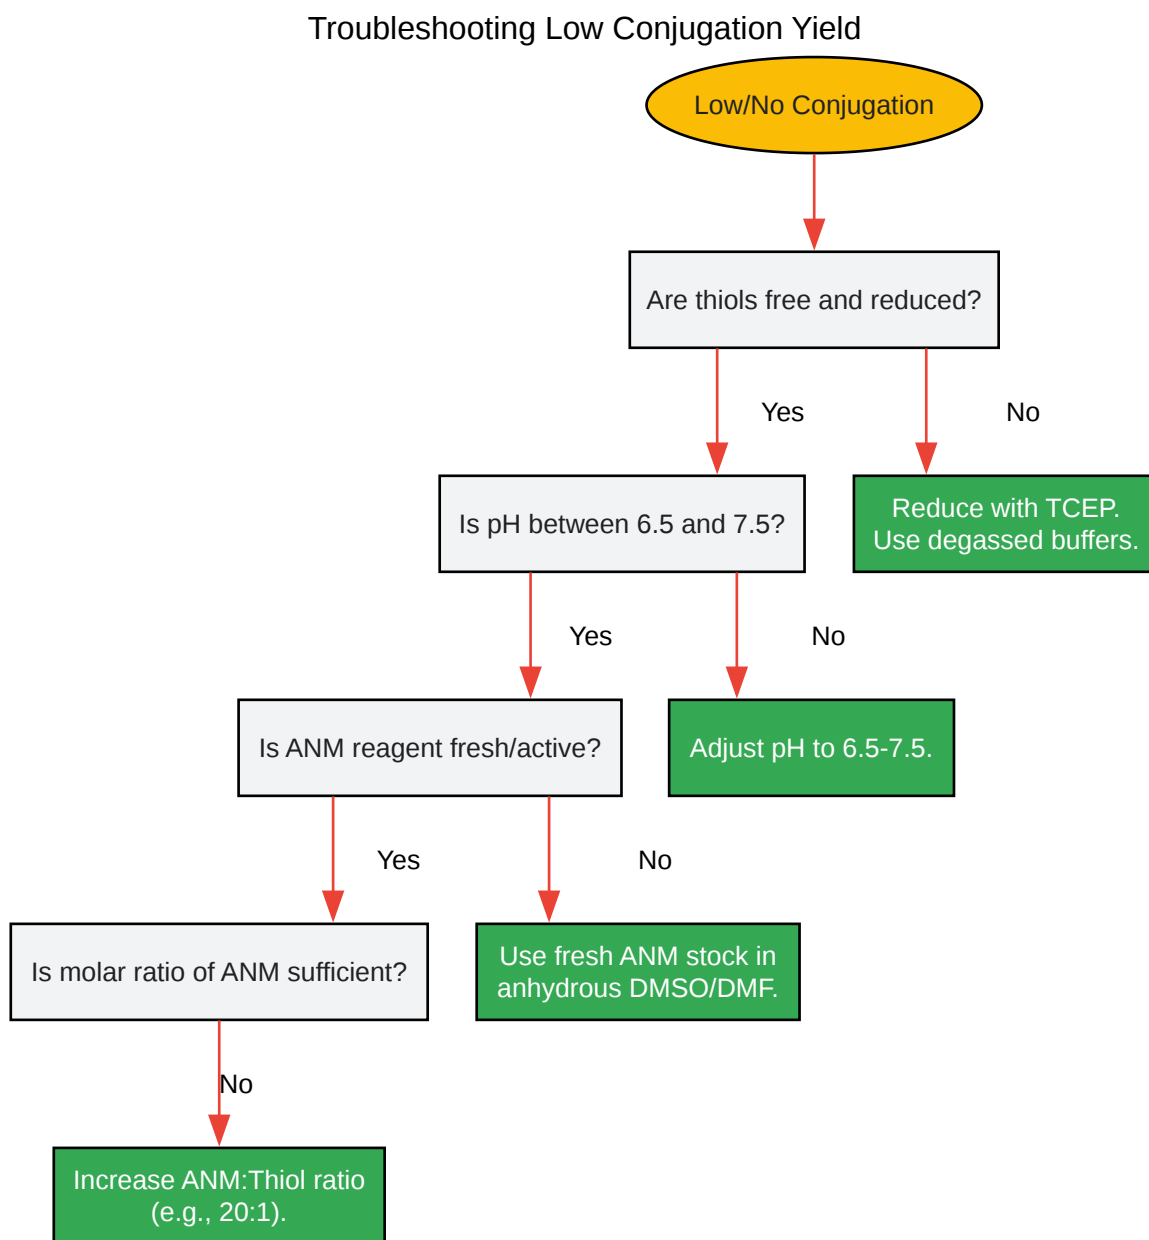 Troubleshooting Low Conjugation Yield
Low/No Conjugation
Are thiols free and reduced?
Yes
No
Is pH between 6.5 and 7.5?
Reduce with TCEP.
Use degassed buffers.
Yes
No
Is ANM reagent fresh/active?
Adjust pH to 6.5-7.5.
Yes
No
Is molar ratio of ANM sufficient?
Use fresh ANM stock in
anhydrous DMSO/DMF.
No
Increase ANM:Thiol ratio
(e.g., 20:1).